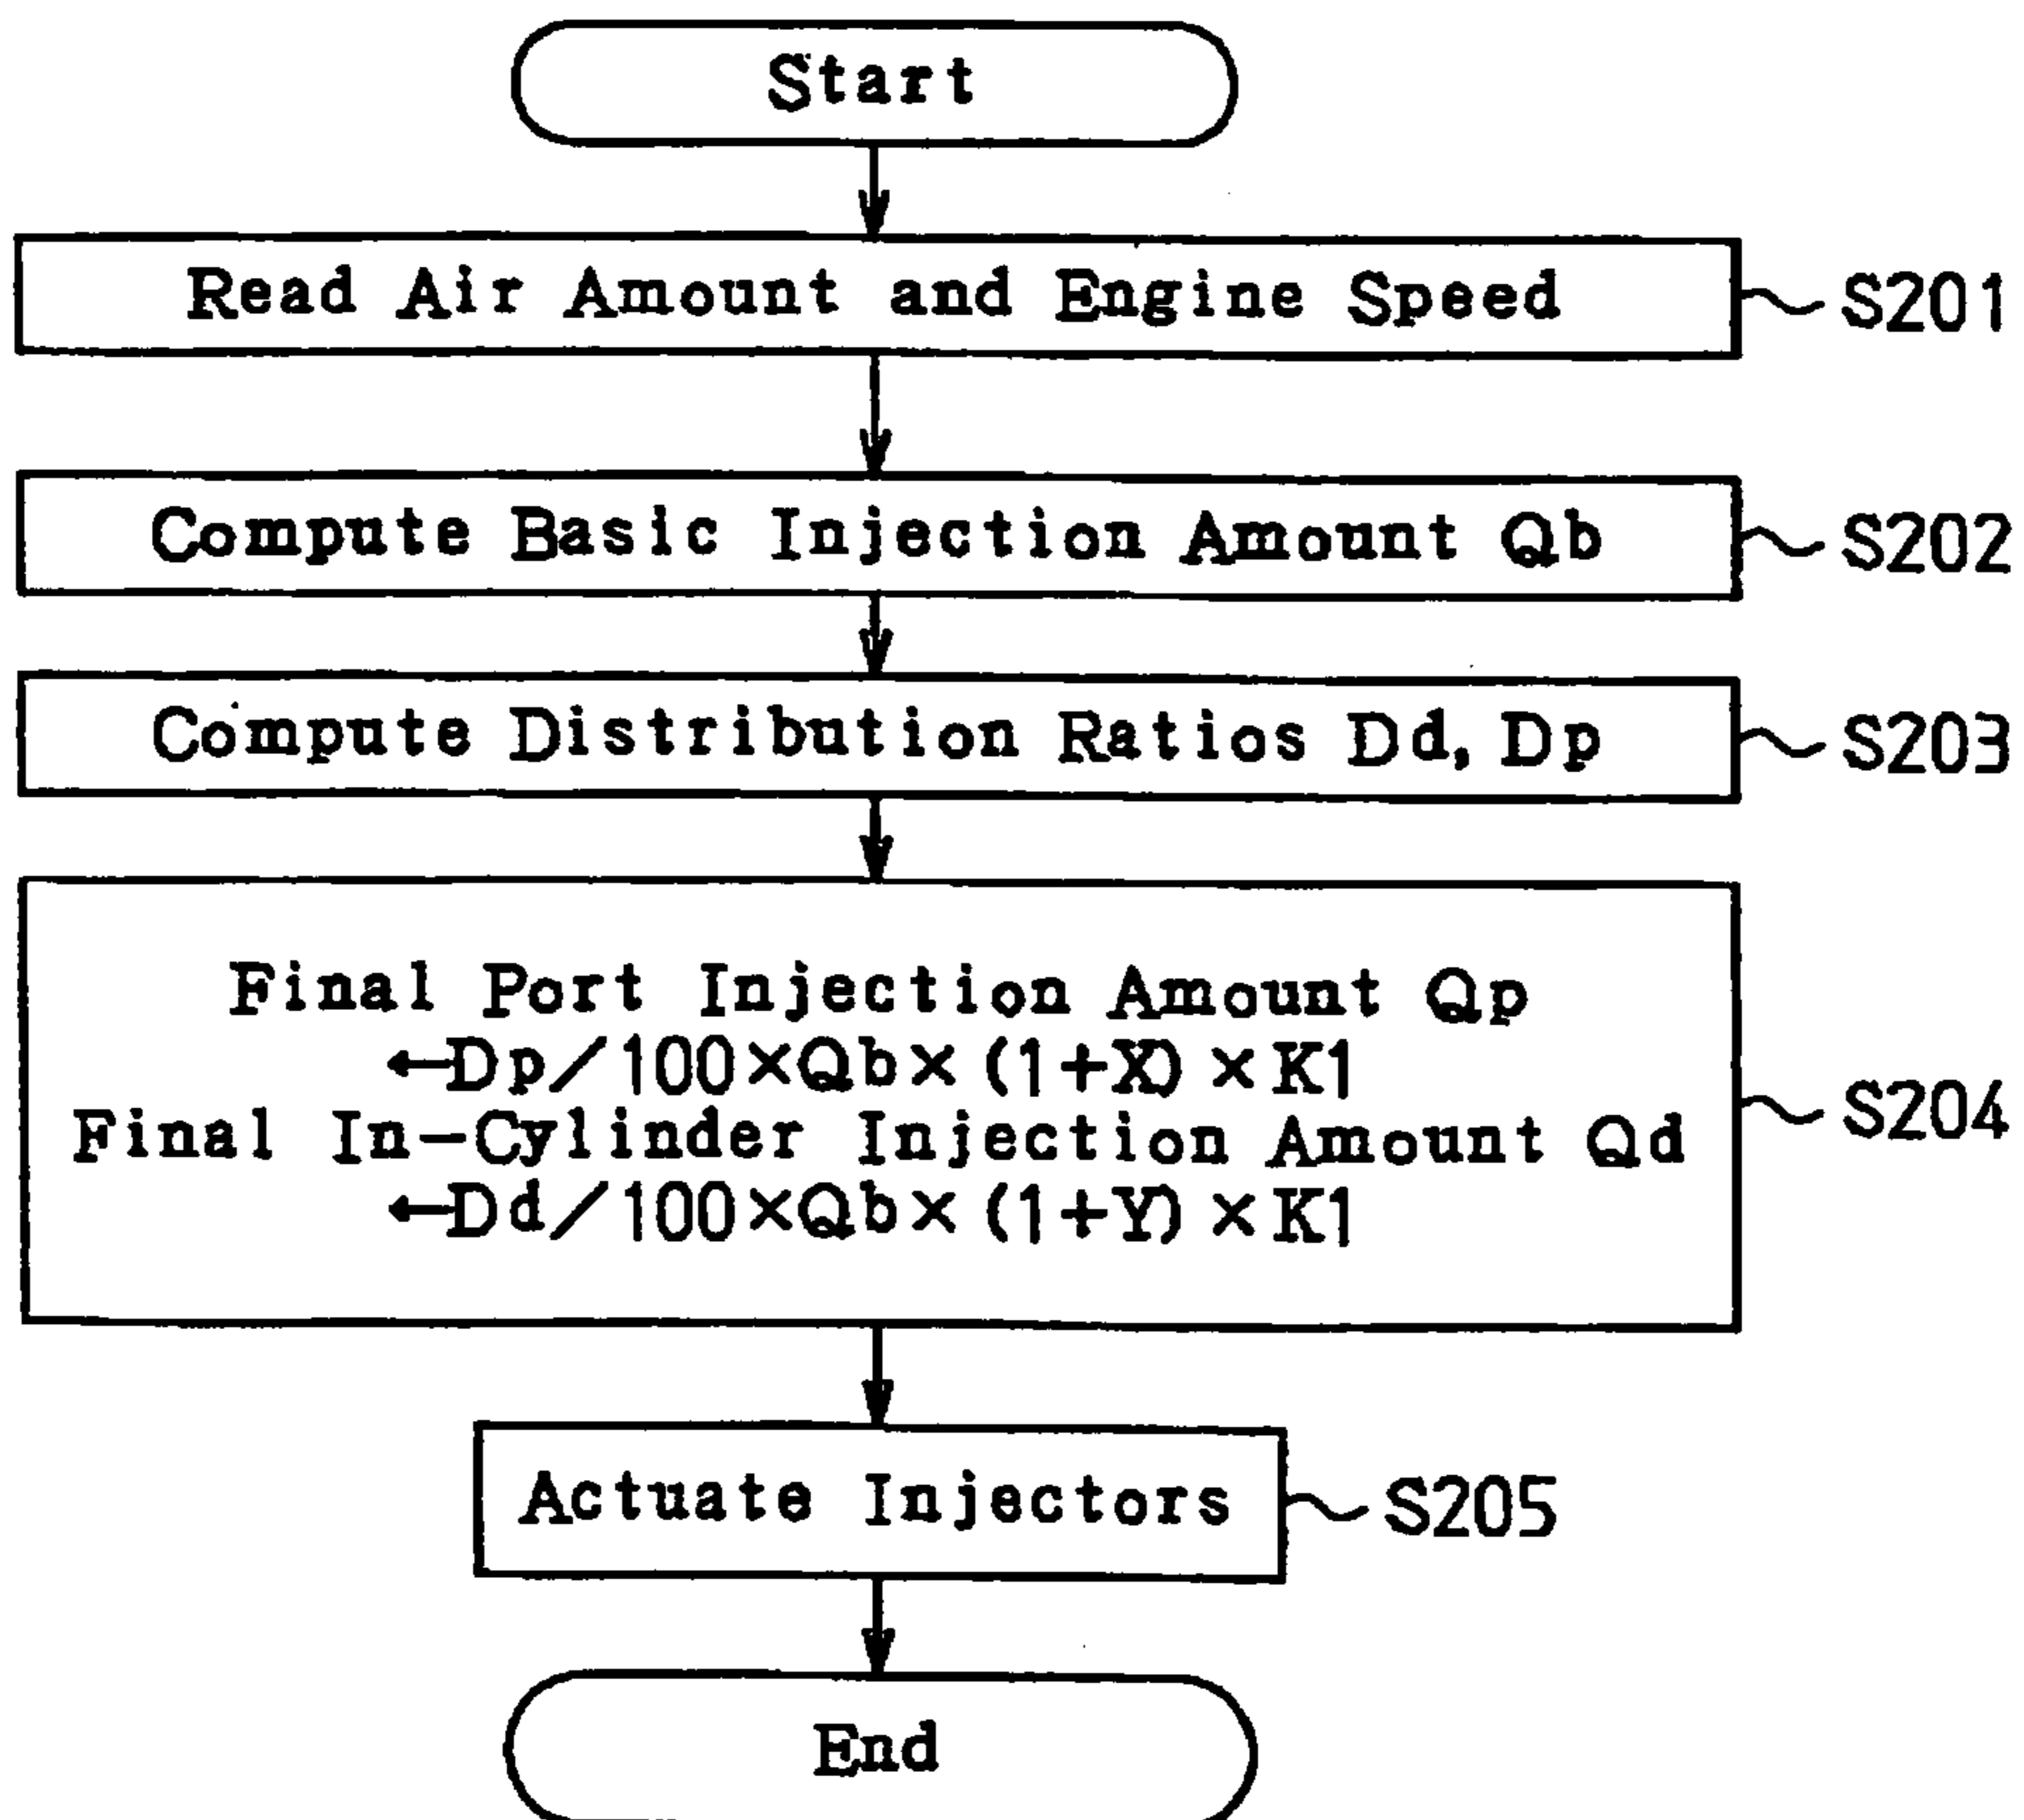 Start
Read Air Amount and Engine Speed
S201
Compute Basic Injection Amount Qb
S202
Compute Distribution Ratios Dd, Dp
S203
Final Port Injection Amount Qp
←Dp/100×Qb×(1+X)×K1
Final In-Cylinder Injection Amount Qd
←Dd/100×Qb×(1+Y)×K1
S204
Actuate Injectors
S205
End